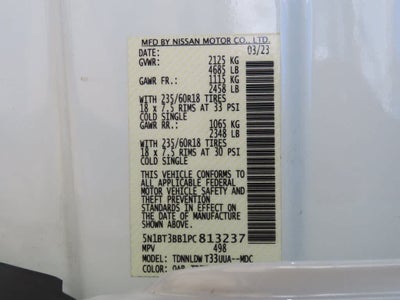 MFD BY NISSAN MOTOR CO., LTD.
DATE: 03/23
GVWR: 2125 KG
4685 LB
GAWR FR.: 1115 KG
2458 LB
WITH 235/60R18 TIRES
18 x 7.5 RIMS AT 33 PSI
COLD SINGLE
GAWR RR.: 1065 KG
2348 LB
WITH 235/60R18 TIRES
18 x 7.5 RIMS AT 30 PSI
COLD SINGLE
THIS VEHICLE CONFORMS TO
ALL APPLICABLE FEDERAL
MOTOR VEHICLE SAFETY
AND THEFT PREVENTION
STANDARDS IN EFFECT ON
THE DATE OF MANUFACTURE
SHOWN ABOVE.
5N1BT3BB1PC813237
MPV 498
MODEL: TDNNLDWT33UUA--MDC
COLOR: QAB